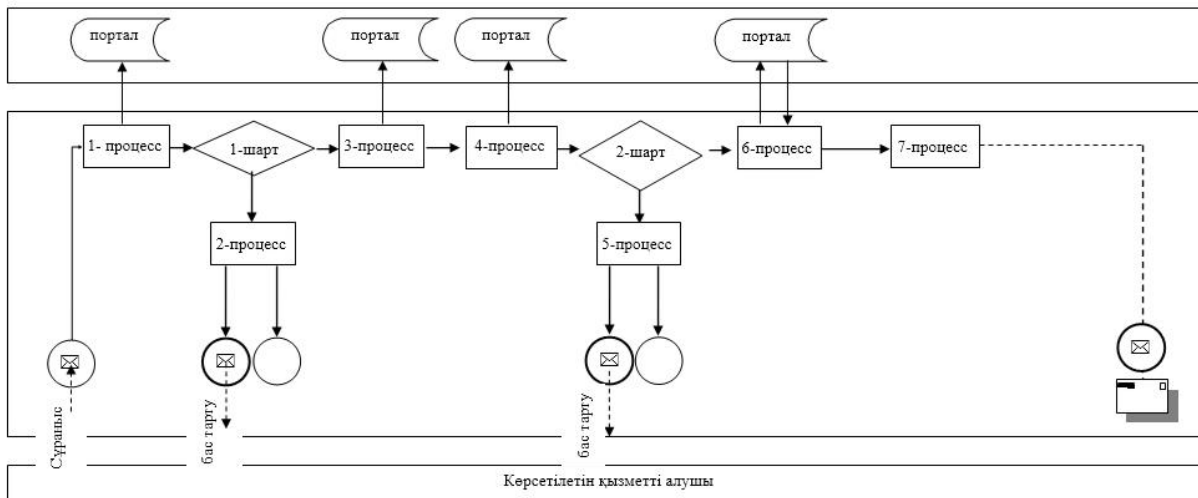 портал
портал
портал
портал
1- процесс
1-шарт
3-процесс
4-процесс
2-шарт
6-процесс
7-процесс
2-процесс
5-процесс
Сұраныс
бас тарту
бас тарту
Көрсетілетін қызметті алушы